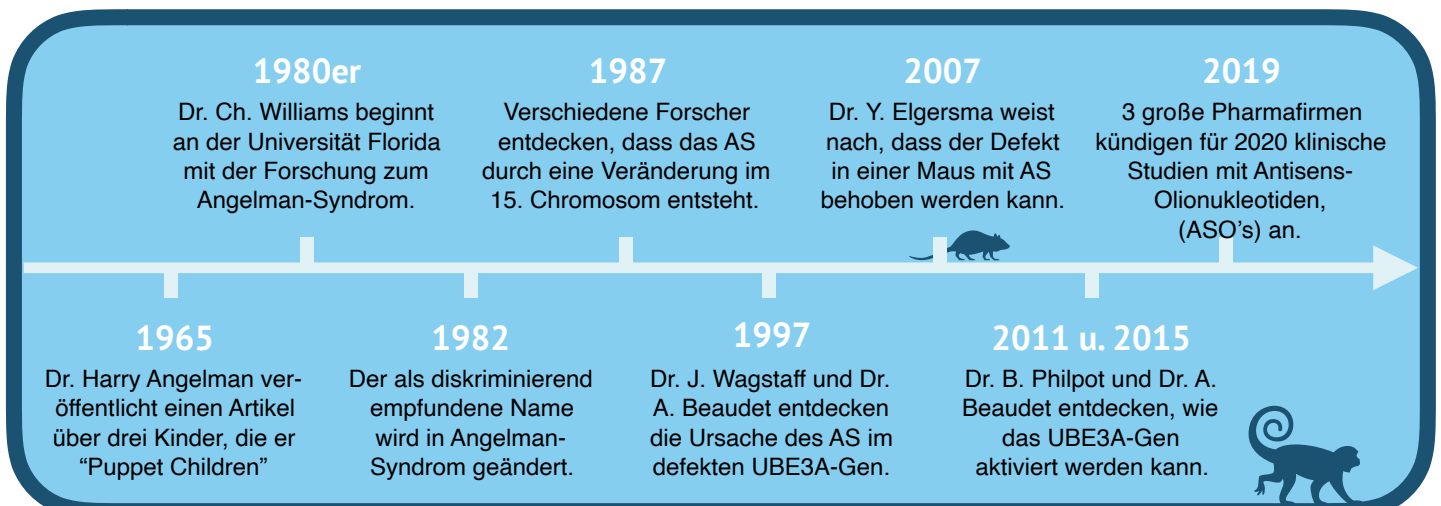 1980er
Dr. Ch. Williams beginnt
an der Universität Florida
mit der Forschung zum
Angelman-Syndrom.
1987
Verschiedene Forscher
entdecken, dass das AS
durch eine Veränderung im
15. Chromosom entsteht.
2007
Dr. Y. Elgersma weist
nach, dass der Defekt
in einer Maus mit AS
behoben werden kann.
2019
3 große Pharmafirmen
kündigen für 2020 klinische
Studien mit Antisens-
Olionukleotiden,
(ASO's) an.
1965
Dr. Harry Angelman ver-
öffentlicht einen Artikel
über drei Kinder, die er
“Puppet Children”
1982
Der als diskriminierend
empfundene Name
wird in Angelman-
Syndrom geändert.
1997
Dr. J. Wagstaff und Dr.
A. Beaudet entdecken
die Ursache des AS im
defekten UBE3A-Gen.
2011 u. 2015
Dr. B. Philpot und Dr. A.
Beaudet entdecken, wie
das UBE3A-Gen
aktiviert werden kann.